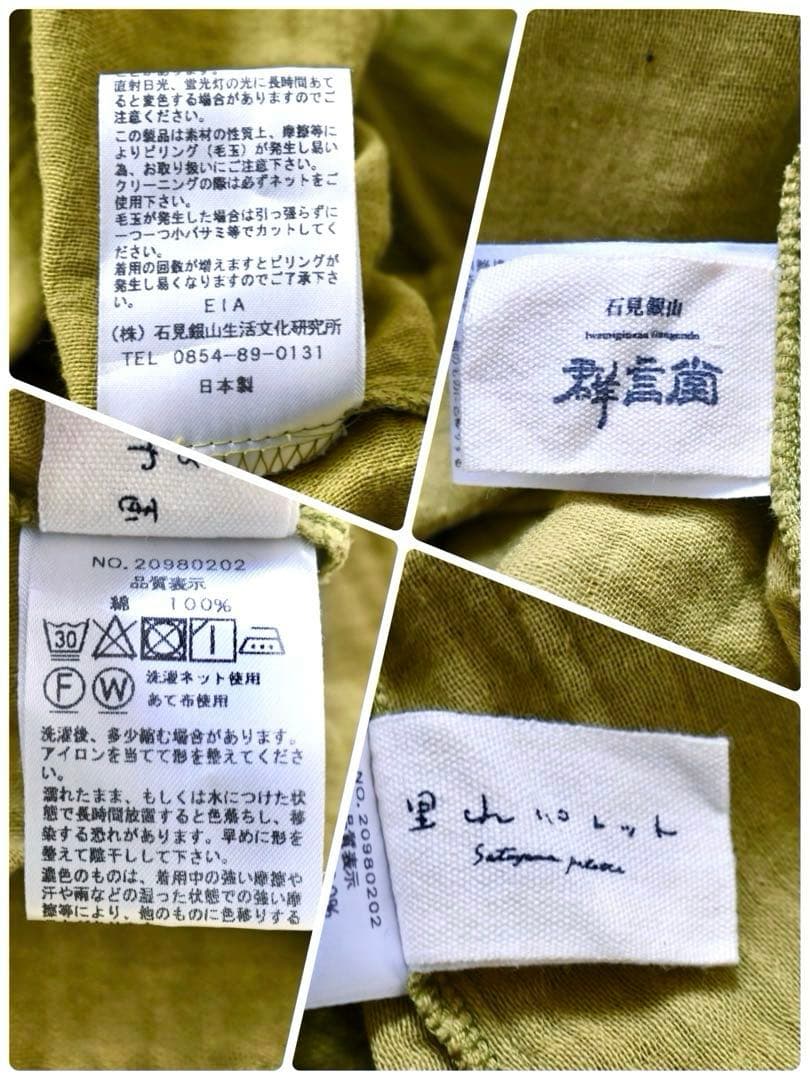 直射日光、蛍光灯の光に長時間あて
ると変色する場合がありますのでご
注意ください。
この製品は素材の性質上、摩擦等に
よりピリング(毛玉)が発生し易い
為、お取り扱いにご注意下さい。
クリーニングの際は必ずネットをご
使用下さい。
毛玉が発生した場合は引っ張らずに
一つ一つ小バサミ等でカットしてく
ださい。
着用の回数が増えますとピリングが
発生し易くなりますのでご了承下さ
い。
EIA
(株)石見銀山生活文化研究所
TEL 0854-89-0131
日本製
石見銀山
群言堂
NO.20980202
品質表示
綿 100%
30
F W
洗濯ネット使用
あて布使用
洗濯後、多少縮む場合があります。
アイロンを当てて形を整えてくださ
い。
濡れたまま、もしくは水につけた状
態で長時間放置すると色落ちし、移
染する恐れがあります。早めに形を
整えて陰干しして下さい。
濃色のものは、着用中の強い摩擦や
汗や雨などの湿った状態での強い摩
擦等により、他のものに色移りする
里山パレット
Satoyama palette
NO.20980202
品質表示